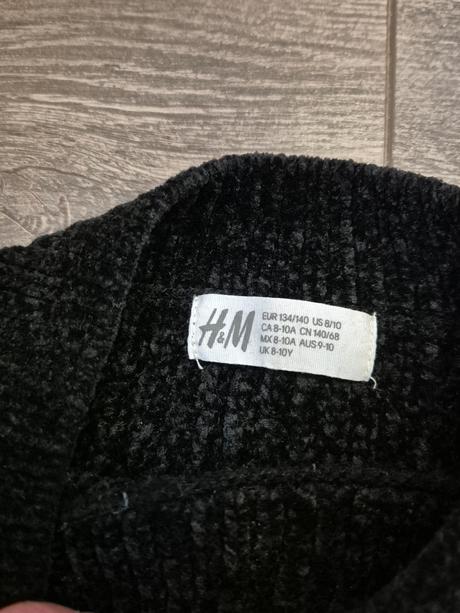 H&M
EUR 134/140 US 8/10
CA 8-10A CN 140/68
MX 8-10A AUS 9-10
UK 8-10Y